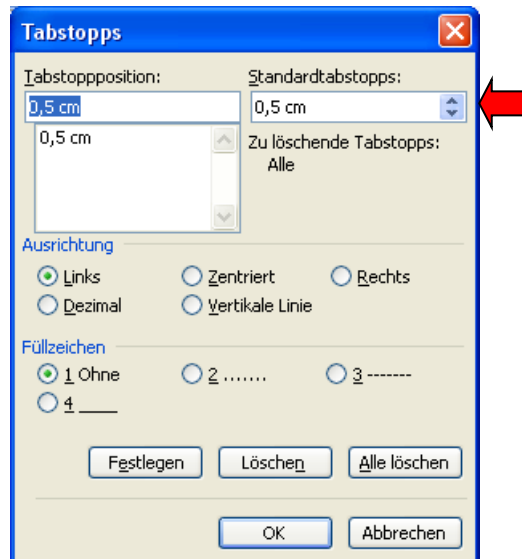 Tabstopps
Tabstoppposition: Standardtabstopps:
0,5 cm 0,5 cm
0,5 cm Zu löschende Tabstopps:
Alle
Ausrichtung
Links Zentriert Rechts
Dezimal Vertikale Linie
Füllzeichen
1 Ohne 2 ....... 3 -------
4 ____
Festlegen Löschen Alle löschen
OK Abbrechen